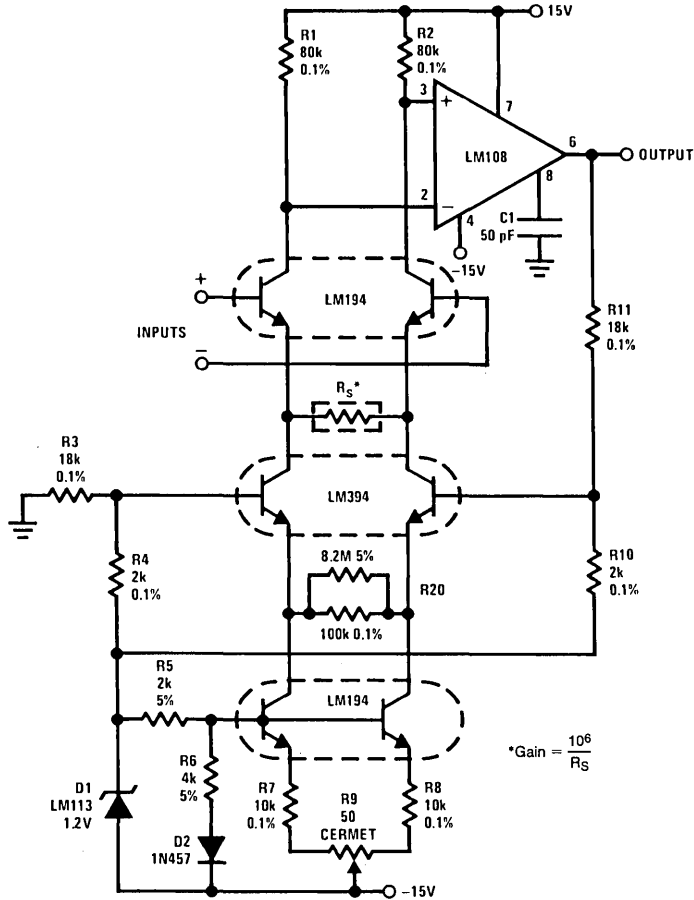 R1
80k
0.1%
R2
80k
0.1%
15V
3
+
7
LM108
6
OUTPUT
8
2
−
4
C1
50 pF
−15V
+
LM194
INPUTS
−
R11
18k
0.1%
RS*
R3
18k
0.1%
LM394
R4
2k
0.1%
8.2M 5%
R20
100k 0.1%
R10
2k
0.1%
R5
2k
5%
LM194
*Gain = 10⁶
RS
R6
4k
5%
R7
10k
0.1%
R9
50
CERMET
R8
10k
0.1%
D1
LM113
1.2V
D2
1N457
−15V